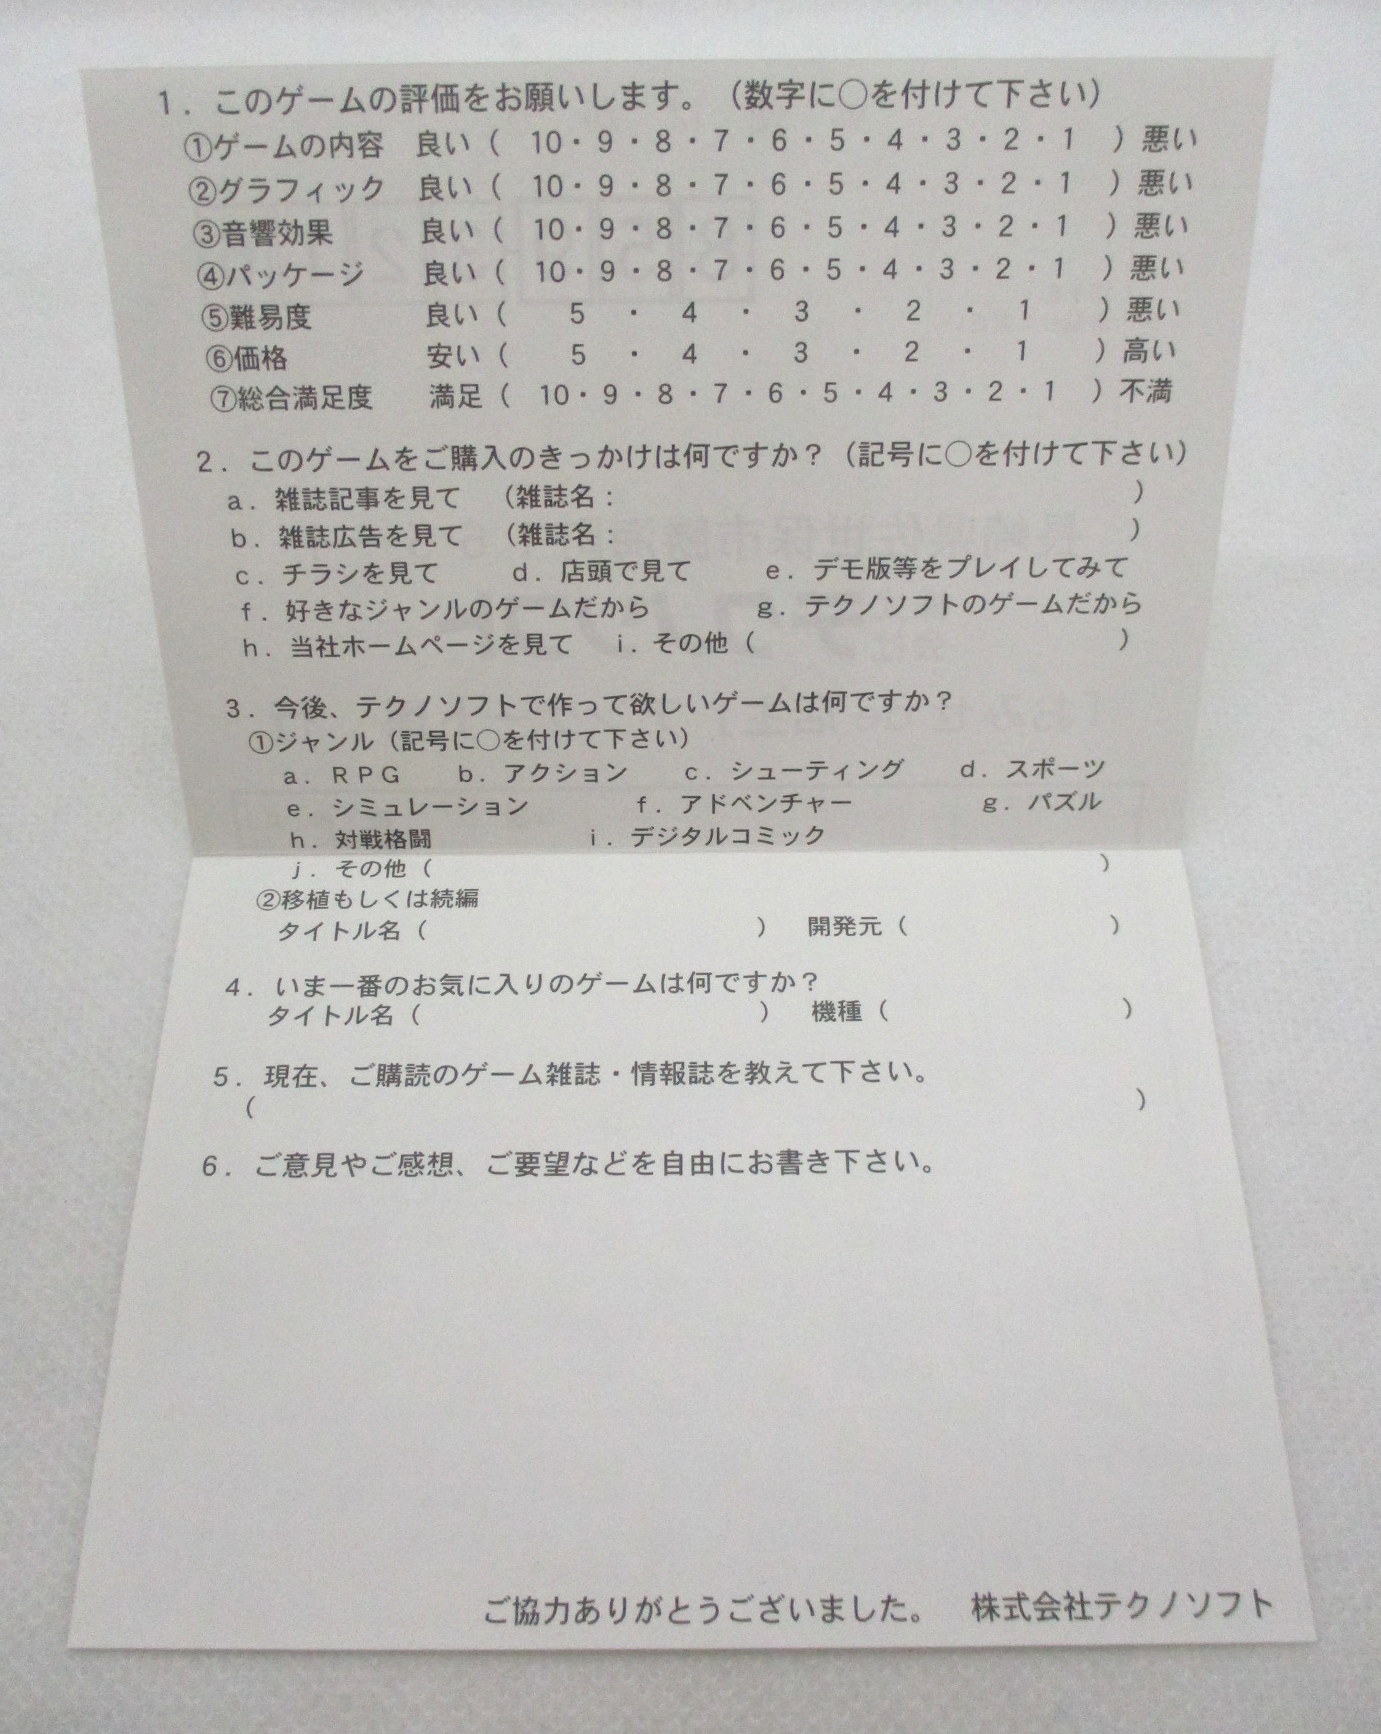 1．このゲームの評価をお願いします。（数字に○を付けて下さい）
①ゲームの内容　良い（　10・9・8・7・6・5・4・3・2・1　）悪い
②グラフィック　良い（　10・9・8・7・6・5・4・3・2・1　）悪い
③音響効果　良い（　10・9・8・7・6・5・4・3・2・1　）悪い
④パッケージ　良い（　10・9・8・7・6・5・4・3・2・1　）悪い
⑤難易度　良い（　5　・　4　・　3　・　2　・　1　）悪い
⑥価格　安い（　5　・　4　・　3　・　2　・　1　）高い
⑦総合満足度　満足（　10・9・8・7・6・5・4・3・2・1　）不満
2．このゲームをご購入のきっかけは何ですか？（記号に○を付けて下さい）
a．雑誌記事を見て　（雑誌名：　）
b．雑誌広告を見て　（雑誌名：　）
c．チラシを見て　d．店頭で見て　e．デモ版等をプレイしてみて
f．好きなジャンルのゲームだから　g．テクノソフトのゲームだから
h．当社ホームページを見て　i．その他（　）
3．今後、テクノソフトで作って欲しいゲームは何ですか？
①ジャンル（記号に○を付けて下さい）
a．ＲＰＧ　b．アクション　c．シューティング　d．スポーツ
e．シミュレーション　f．アドベンチャー　g．パズル
h．対戦格闘　i．デジタルコミック
j．その他（　）
②移植もしくは続編
タイトル名（　）　開発元（　）
4．いま一番のお気に入りのゲームは何ですか？
タイトル名（　）　機種（　）
5．現在、ご購読のゲーム雑誌・情報誌を教えて下さい。
（　）
6．ご意見やご感想、ご要望などを自由にお書き下さい。
ご協力ありがとうございました。　株式会社テクノソフト